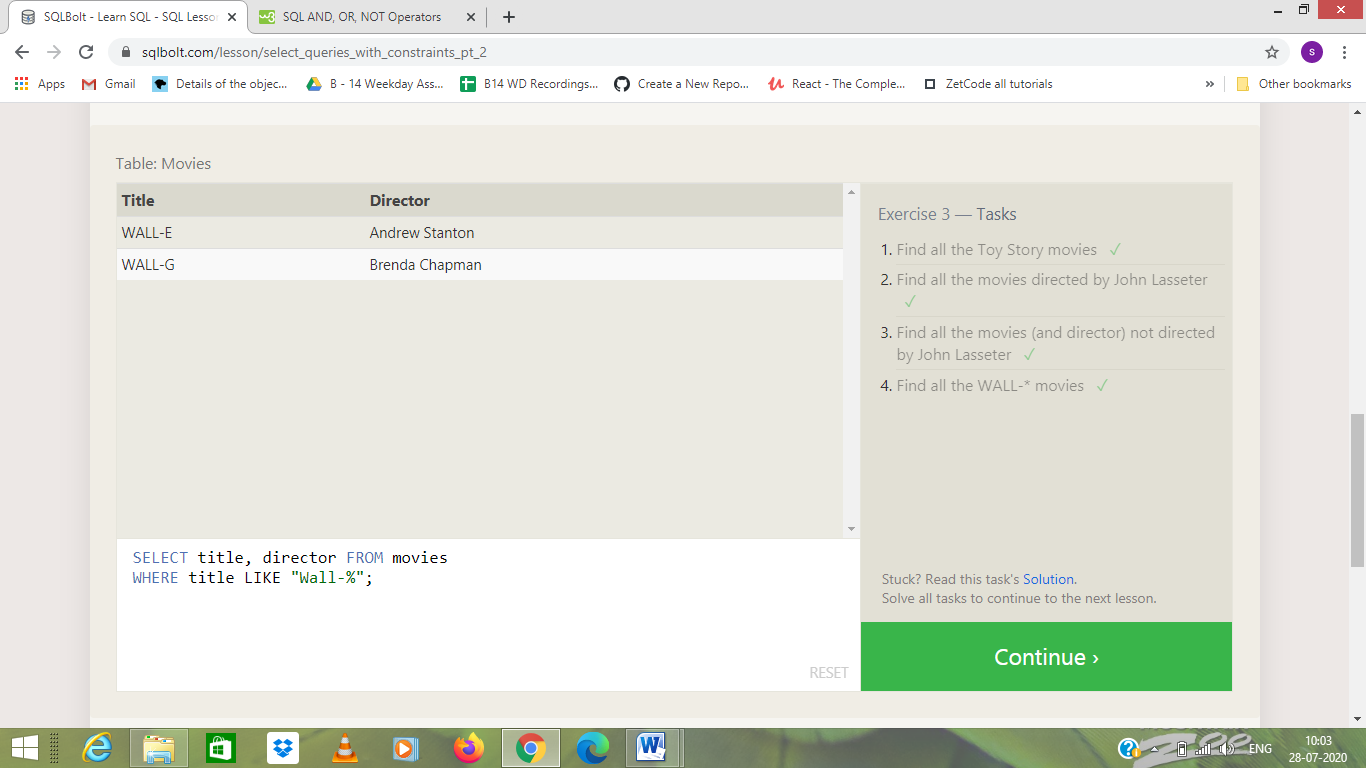 SQLBolt - Learn SQL - SQL Lesson
SQL AND, OR, NOT Operators
sqlbolt.com/lesson/select_queries_with_constraints_pt_2
S
Apps Gmail Details of the objec... B - 14 Weekday Ass... B14 WD Recordings... Create a New Repo... React - The Comple... ZetCode all tutorials » Other bookmarks
Table: Movies
Title Director
WALL-E Andrew Stanton
WALL-G Brenda Chapman
SELECT title, director FROM movies
WHERE title LIKE "Wall-%";
RESET
Exercise 3 — Tasks
1. Find all the Toy Story movies ✓
2. Find all the movies directed by John Lasseter
✓
3. Find all the movies (and director) not directed
by John Lasseter ✓
4. Find all the WALL-* movies ✓
Stuck? Read this task's Solution.
Solve all tasks to continue to the next lesson.
Continue ›
ENG
10:03
28-07-2020